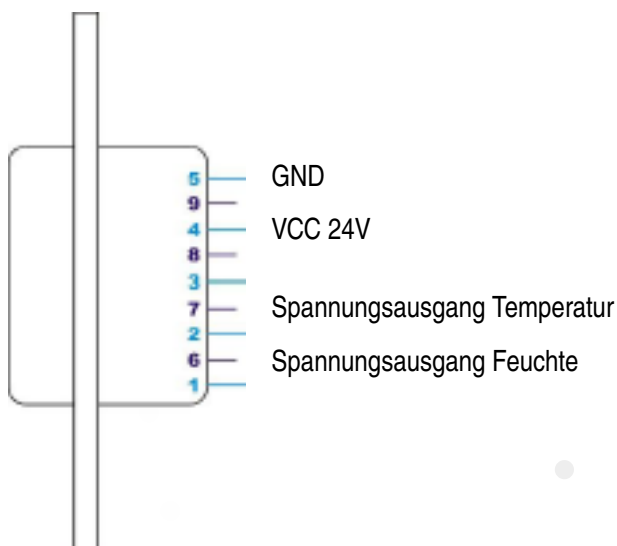 5 GND
9
4 VCC 24V
8
3
7 Spannungsausgang Temperatur
2
6 Spannungsausgang Feuchte
1